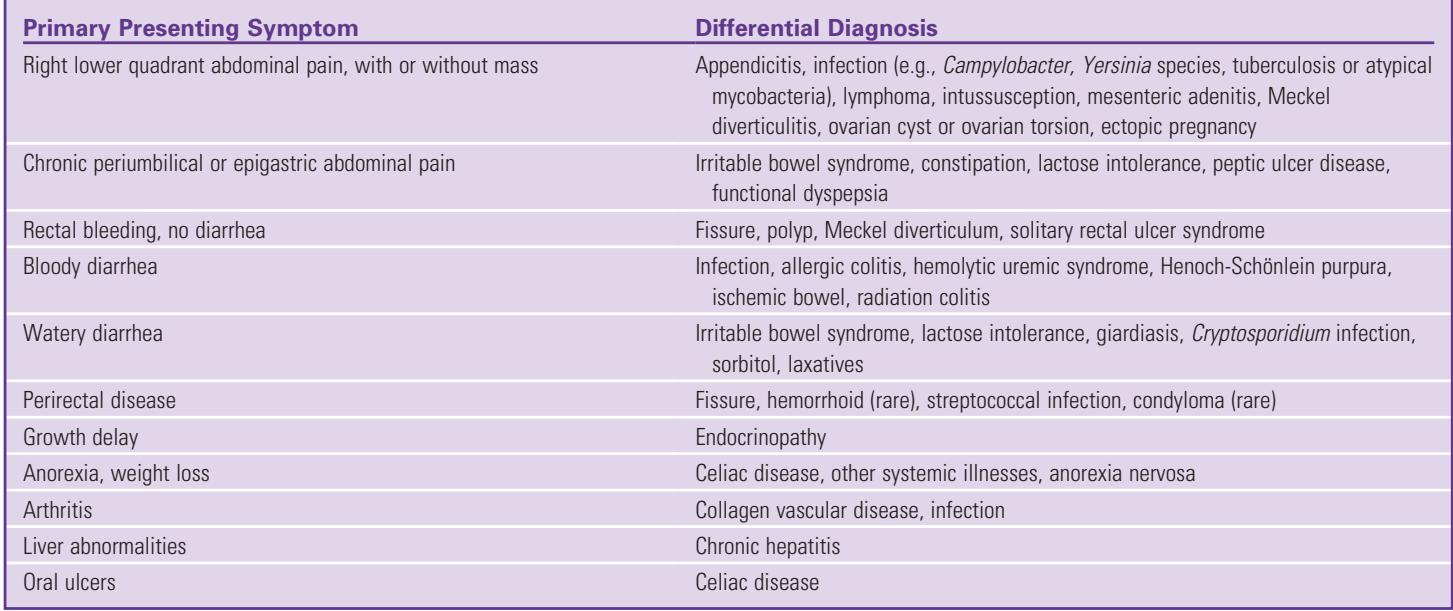 Primary Presenting Symptom Differential Diagnosis
Right lower quadrant abdominal pain, with or without mass Appendicitis, infection (e.g., Campylobacter, Yersinia species, tuberculosis or atypical
mycobacteria), lymphoma, intussusception, mesenteric adenitis, Meckel
diverticulitis, ovarian cyst or ovarian torsion, ectopic pregnancy
Chronic periumbilical or epigastric abdominal pain Irritable bowel syndrome, constipation, lactose intolerance, peptic ulcer disease,
functional dyspepsia
Rectal bleeding, no diarrhea Fissure, polyp, Meckel diverticulum, solitary rectal ulcer syndrome
Bloody diarrhea Infection, allergic colitis, hemolytic uremic syndrome, Henoch-Schönlein purpura,
ischemic bowel, radiation colitis
Watery diarrhea Irritable bowel syndrome, lactose intolerance, giardiasis, Cryptosporidium infection,
sorbitol, laxatives
Perirectal disease Fissure, hemorrhoid (rare), streptococcal infection, condyloma (rare)
Growth delay Endocrinopathy
Anorexia, weight loss Celiac disease, other systemic illnesses, anorexia nervosa
Arthritis Collagen vascular disease, infection
Liver abnormalities Chronic hepatitis
Oral ulcers Celiac disease